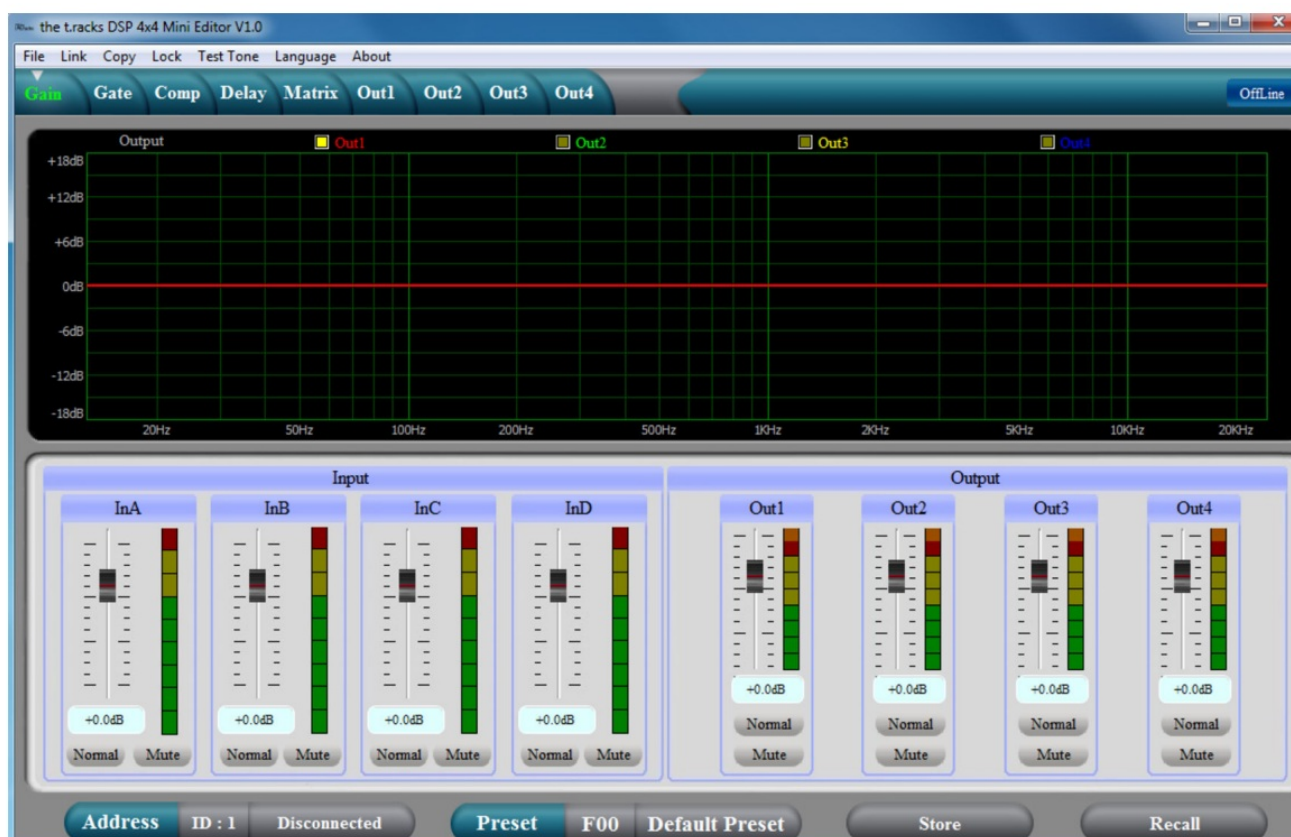 the t.racks DSP 4x4 Mini Editor V1.0
File Link Copy Lock Test Tone Language About
Gain Gate Comp Delay Matrix Out1 Out2 Out3 Out4 OffLine
Output Out1 Out2 Out3 Out4
+18dB
+12dB
+6dB
0dB
-6dB
-12dB
-18dB
20Hz 50Hz 100Hz 200Hz 500Hz 1KHz 2KHz 5KHz 10KHz 20KHz
Input Output
InA InB InC InD Out1 Out2 Out3 Out4
+0.0dB +0.0dB +0.0dB +0.0dB +0.0dB +0.0dB +0.0dB +0.0dB
Normal Mute Normal Mute Normal Mute Normal Mute Normal Normal Normal Normal
Mute Mute Mute Mute
Address ID : 1 Disconnected Preset F00 Default Preset Store Recall